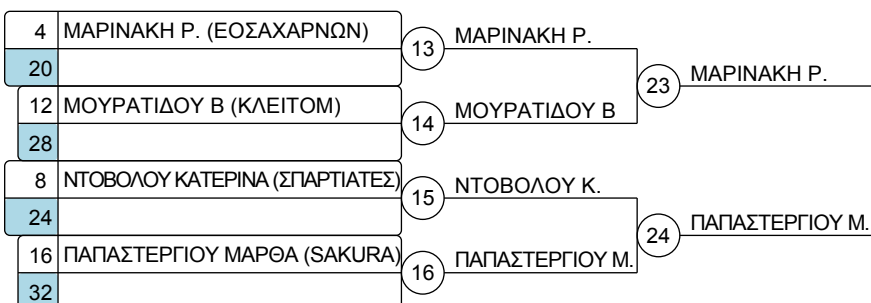 4 ΜΑΡΙΝΑΚΗ Ρ. (ΕΟΣΑΧΑΡΝΩΝ)
13 ΜΑΡΙΝΑΚΗ Ρ.
20
23 ΜΑΡΙΝΑΚΗ Ρ.
12 ΜΟΥΡΑΤΙΔΟΥ Β (ΚΛΕΙΤΟΜ)
14 ΜΟΥΡΑΤΙΔΟΥ Β
28
8 ΝΤΟΒΟΛΟΥ ΚΑΤΕΡΙΝΑ (ΣΠΑΡΤΙΑΤΕΣ)
15 ΝΤΟΒΟΛΟΥ Κ.
24
24 ΠΑΠΑΣΤΕΡΓΙΟΥ Μ.
16 ΠΑΠΑΣΤΕΡΓΙΟΥ ΜΑΡΘΑ (SAKURA)
16 ΠΑΠΑΣΤΕΡΓΙΟΥ Μ.
32